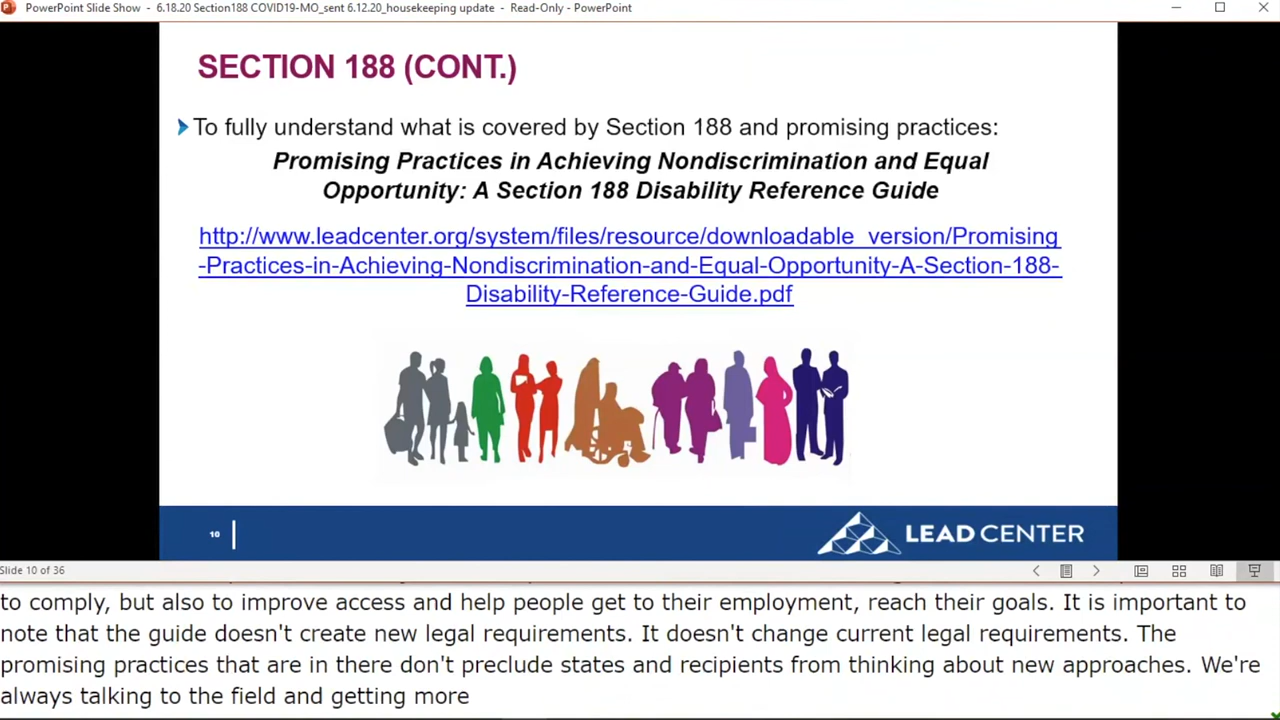 PowerPoint Slide Show - 6.18.20 Section188 COVID19-MO_sent 6.12.20_housekeeping update - Read-Only - PowerPoint
SECTION 188 (CONT.)
To fully understand what is covered by Section 188 and promising practices:
Promising Practices in Achieving Nondiscrimination and Equal
Opportunity: A Section 188 Disability Reference Guide
http://www.leadcenter.org/system/files/resource/downloadable_version/Promising
-Practices-in-Achieving-Nondiscrimination-and-Equal-Opportunity-A-Section-188-
Disability-Reference-Guide.pdf
10
LEAD CENTER
Slide 10 of 36
to comply, but also to improve access and help people get to their employment, reach their goals. It is important to
note that the guide doesn't create new legal requirements. It doesn't change current legal requirements. The
promising practices that are in there don't preclude states and recipients from thinking about new approaches. We're
always talking to the field and getting more